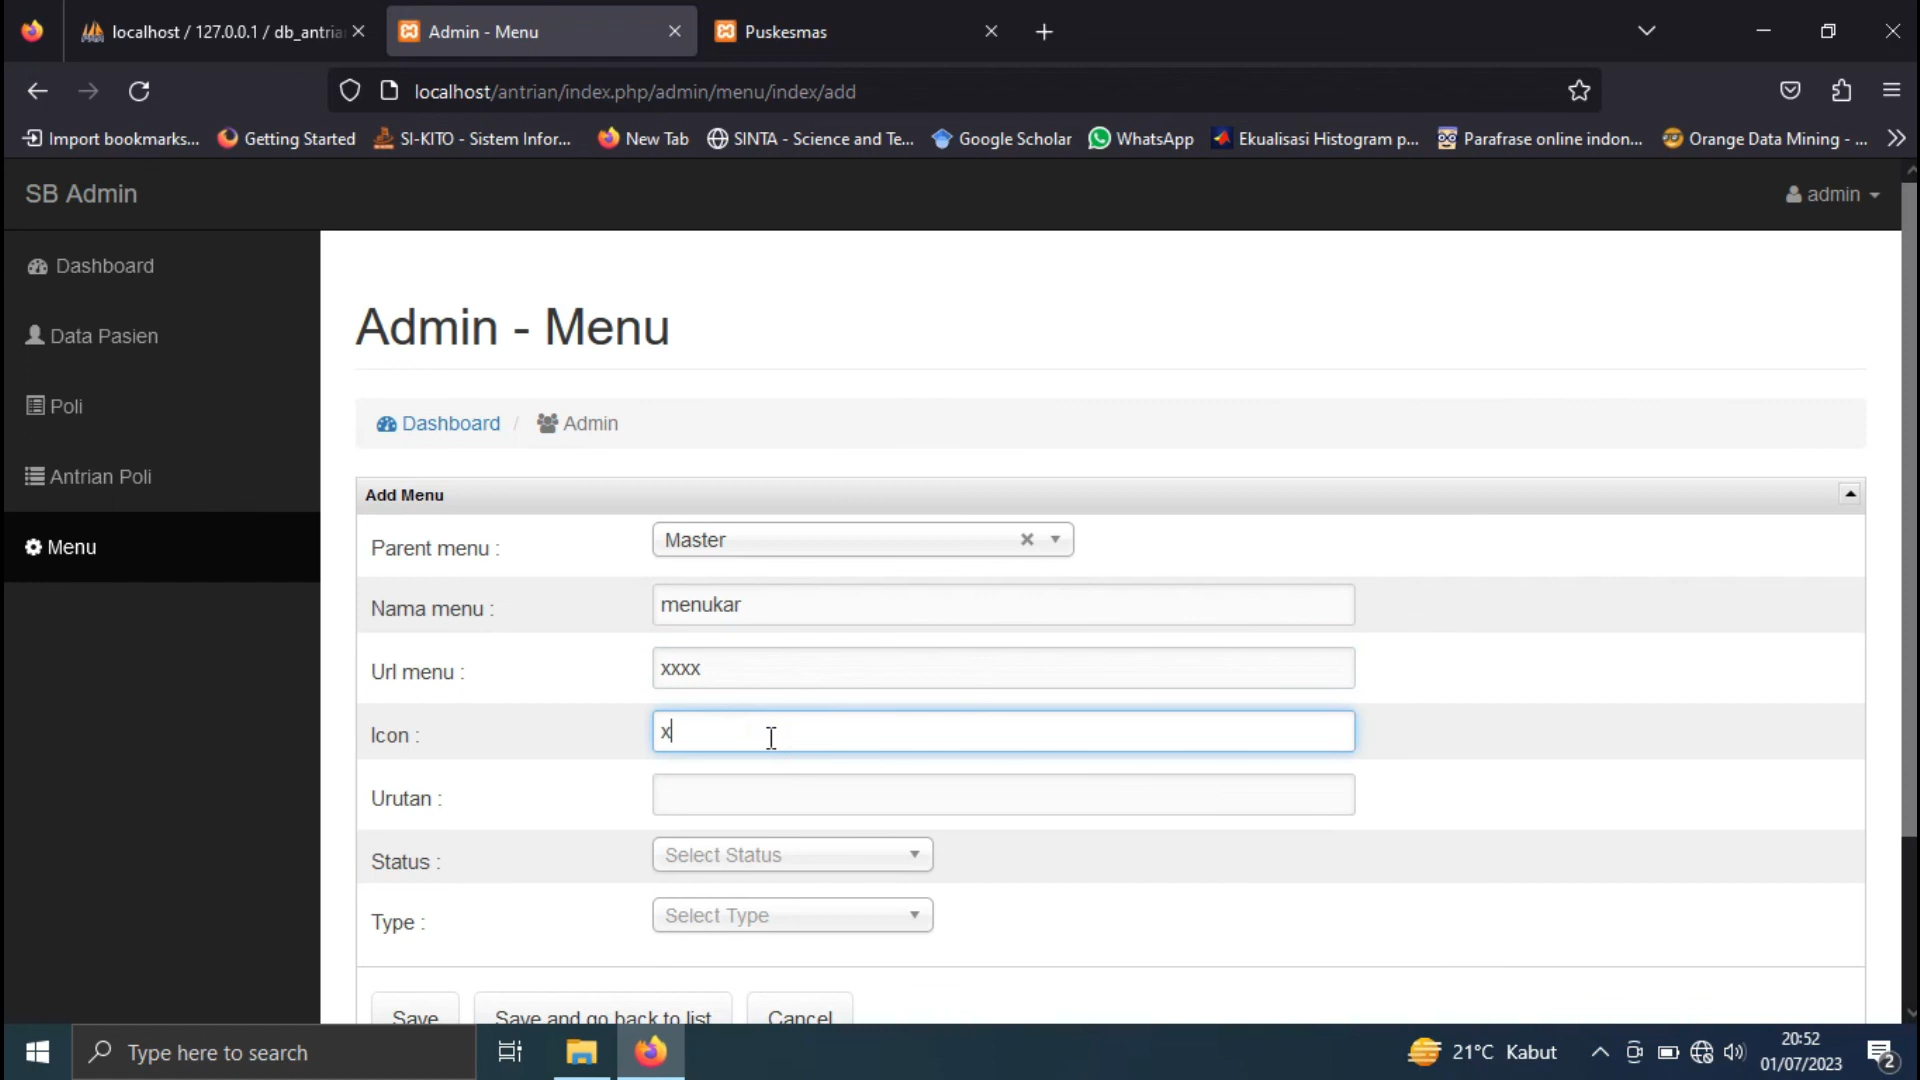 localhost / 127.0.0.1 / db_antria
Admin - Menu
Puskesmas
localhost/antrian/index.php/admin/menu/index/add
Import bookmarks...
Getting Started
SI-KITO - Sistem Infor...
New Tab
SINTA - Science and Te...
Google Scholar
WhatsApp
Ekualisasi Histogram p...
Parafrase online indon...
Orange Data Mining - ...
SB Admin
admin
Dashboard
Data Pasien
Poli
Antrian Poli
Menu
Admin - Menu
Dashboard / Admin
Add Menu
Parent menu : Master
Nama menu : menukar
Url menu : xxxx
Icon : x
Urutan :
Status : Select Status
Type : Select Type
Save
Save and go back to list
Cancel
Type here to search
21°C Kabut
20:52
01/07/2023
2